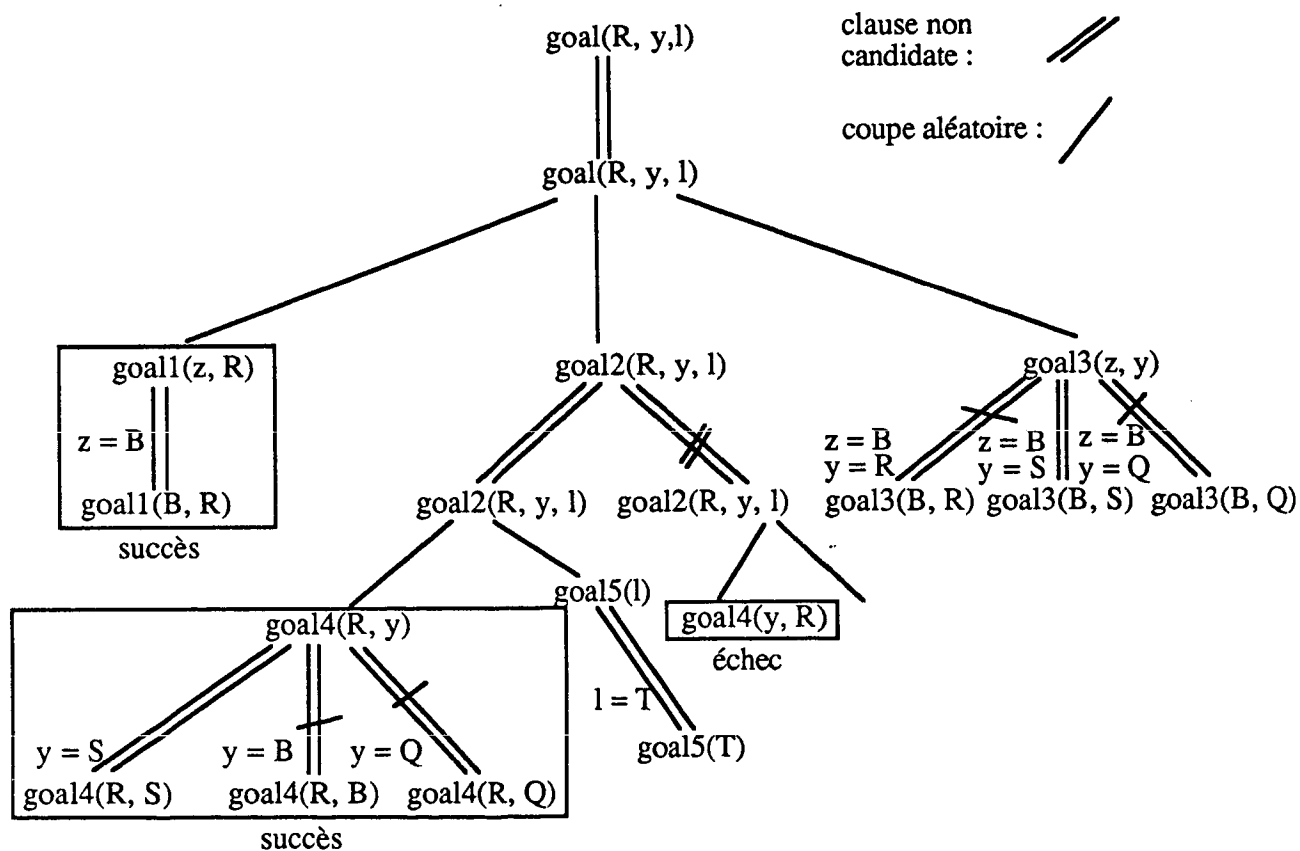 goal(R, y,l)
clause non
candidate :
coupe aléatoire :
goal(R, y, l)
goal1(z, R)
z = B
goal1(B, R)
succès
goal2(R, y, l)
goal3(z, y)
z = B
y = R
z = B
y = S
z = B
y = Q
goal2(R, y, l)
goal2(R, y, l)
goal3(B, R)
goal3(B, S)
goal3(B, Q)
goal5(l)
goal4(y, R)
échec
l = T
goal5(T)
goal4(R, y)
y = S
y = B
y = Q
goal4(R, S)
goal4(R, B)
goal4(R, Q)
succès